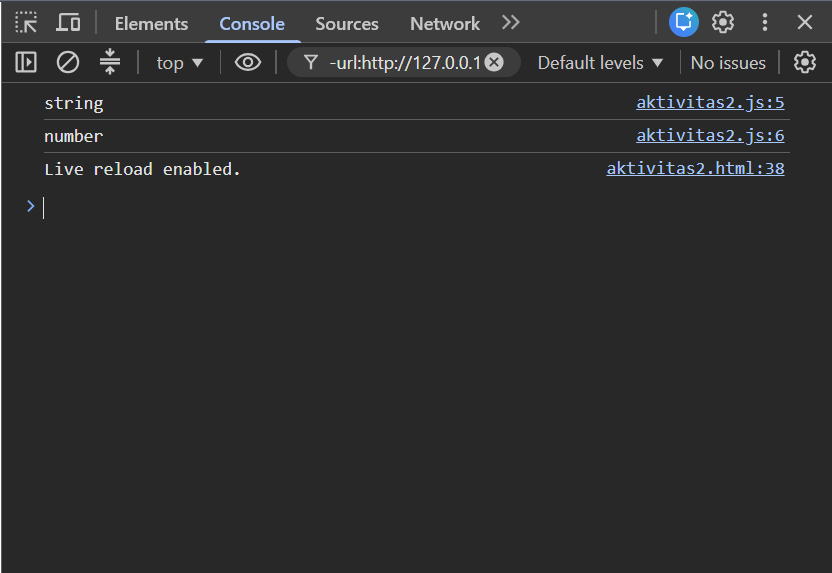 Elements Console Sources Network
top -url:http://127.0.0.1 Default levels No issues
string aktivitas2.js:5
number aktivitas2.js:6
Live reload enabled. aktivitas2.html:38